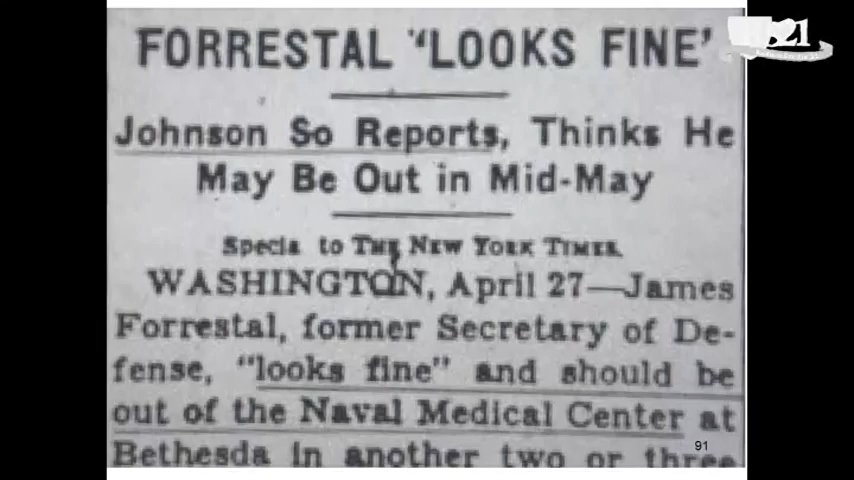 FORRESTAL "LOOKS FINE'
Johnson So Reports, Thinks He
May Be Out in Mid-May
Specia to THE NEW YORK TIMES.
WASHINGTON, April 27—James
Forrestal, former Secretary of De-
fense, "looks fine" and should be
out of the Naval Medical Center at
Bethesda in another two or three
91
21